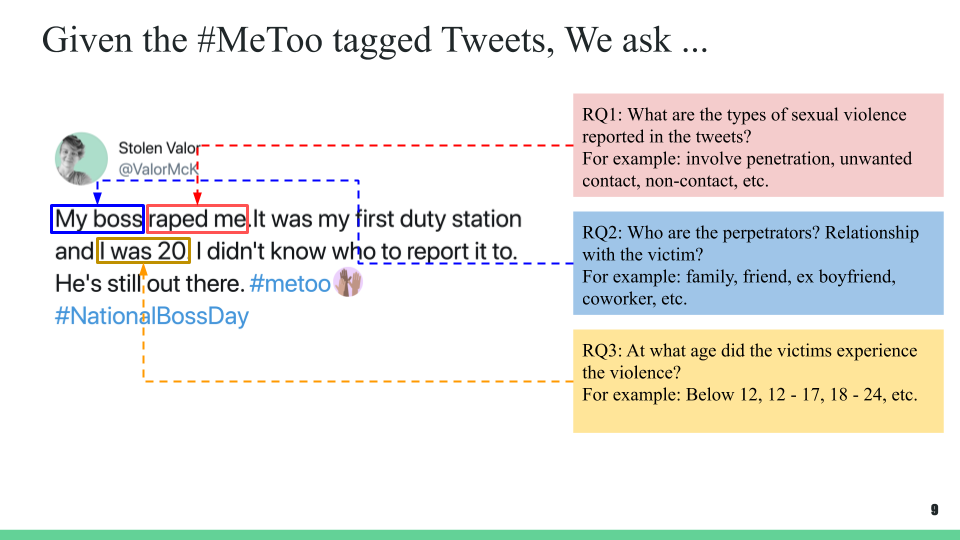 Given the #MeToo tagged Tweets, We ask ...
Stolen Valor
@ValorMcK
My boss raped me.It was my first duty station
and I was 20 I didn't know who to report it to.
He's still out there. #metoo
#NationalBossDay
RQ1: What are the types of sexual violence
reported in the tweets?
For example: involve penetration, unwanted
contact, non-contact, etc.
RQ2: Who are the perpetrators? Relationship
with the victim?
For example: family, friend, ex boyfriend,
coworker, etc.
RQ3: At what age did the victims experience
the violence?
For example: Below 12, 12 - 17, 18 - 24, etc.
9